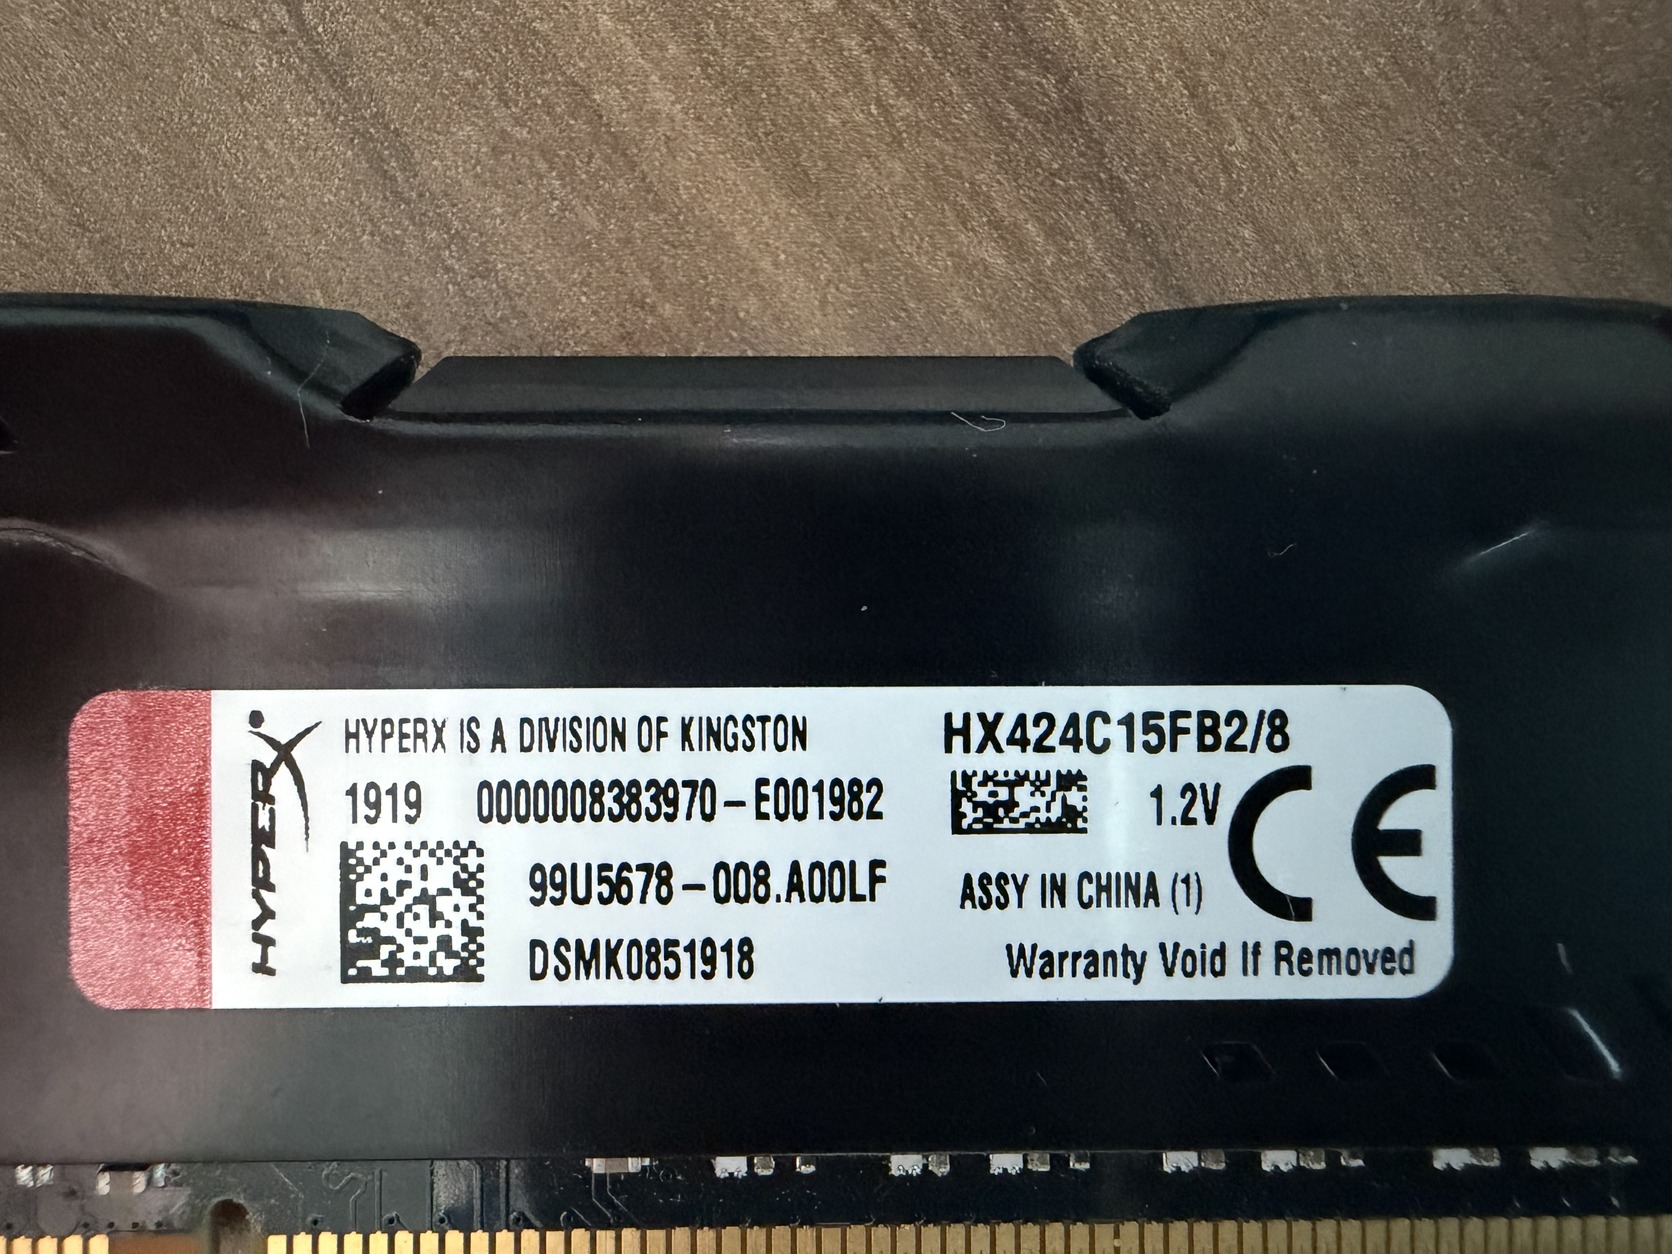 HYPERX
HYPERX IS A DIVISION OF KINGSTON
HX424C15FB2/8
1919 0000008383970-E001982
1.2V
CE
99U5678-008.A00LF
ASSY IN CHINA (1)
DSMK0851918
Warranty Void If Removed